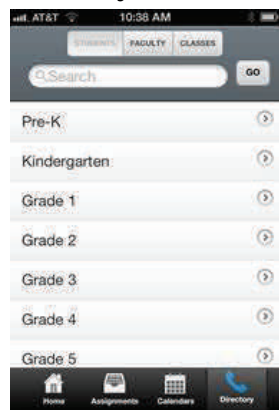 AT&T 10:38 AM
STUDENTS FACULTY CLASSES
Search GO
Pre-K
Kindergarten
Grade 1
Grade 2
Grade 3
Grade 4
Grade 5
Home Assignments Calendars Directory